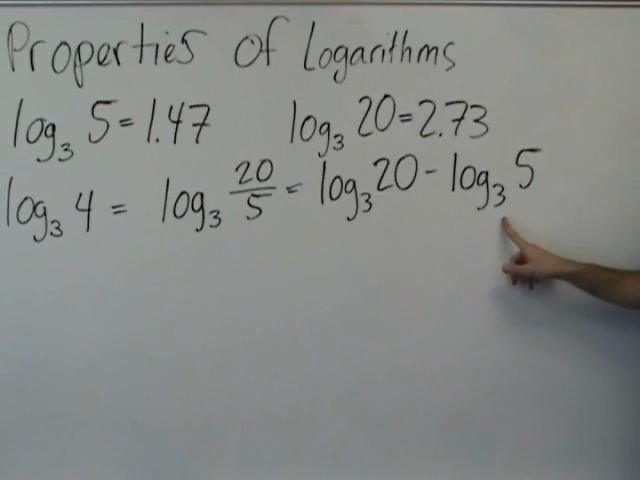 Properties of Logarithms
log₃ 5 = 1.47 log₃ 20 = 2.73
log₃ 4 = log₃ 20/5 = log₃ 20 - log₃ 5